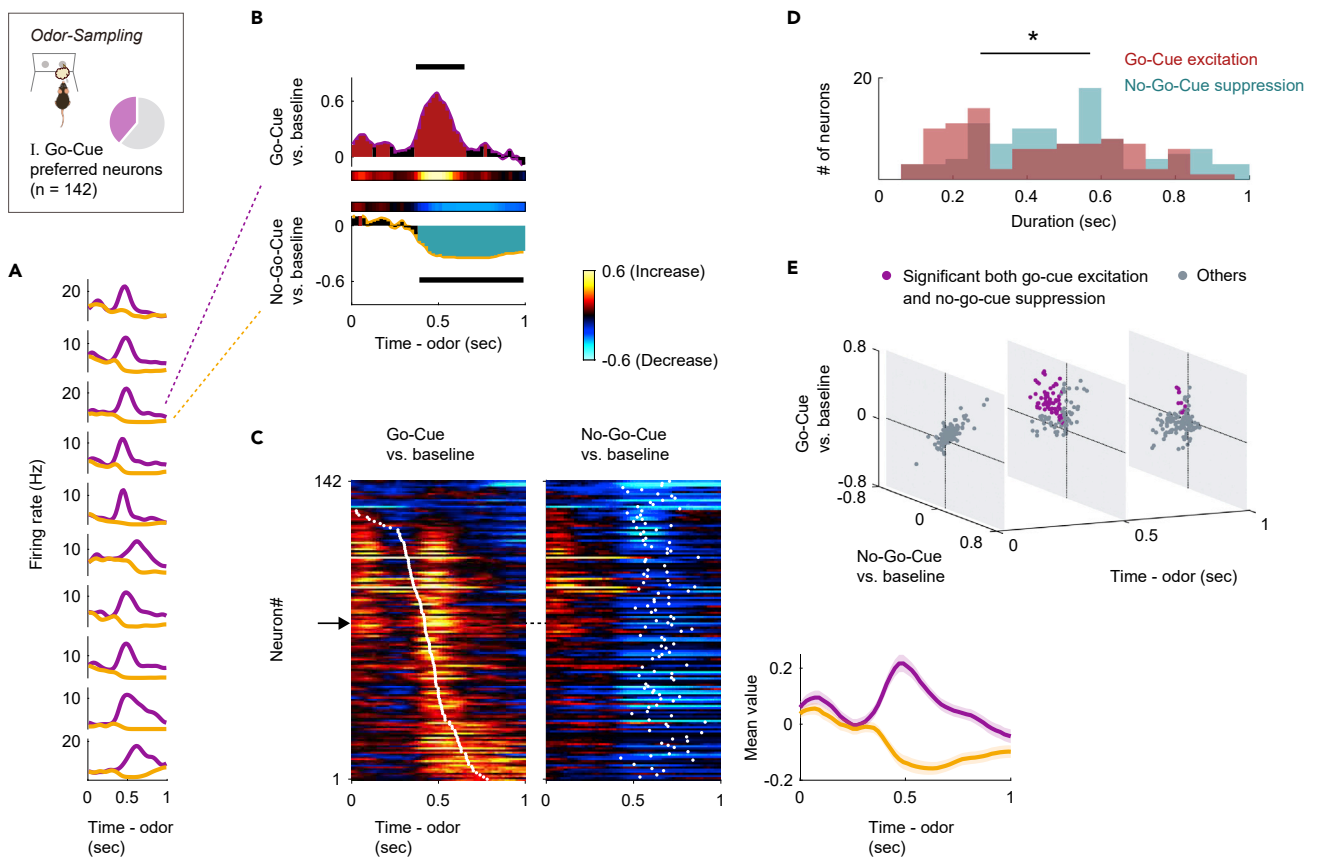 Odor-Sampling
I. Go-Cue
preferred neurons
(n = 142)
A
20
10
20
10
10
10
10
10
10
20
Firing rate (Hz)
0
0.5
1
Time - odor
(sec)
B
Go-Cue
vs. baseline
0.6
0
No-Go-Cue
vs. baseline
0
-0.6
0
0.5
1
Time - odor (sec)
0.6 (Increase)
-0.6 (Decrease)
C
Go-Cue
vs. baseline
No-Go-Cue
vs. baseline
142
Neuron#
1
0
0.5
1
0
0.5
1
Time - odor
(sec)
D
*
Go-Cue excitation
No-Go-Cue suppression
# of neurons
20
0
0.2
0.4
0.6
0.8
1
Duration (sec)
E
Significant both go-cue excitation
and no-go-cue suppression
Others
Go-Cue
vs. baseline
0.8
0
-0.8
-0.8
0
0.8
No-Go-Cue
vs. baseline
0
0.5
1
Time - odor (sec)
Mean value
0.2
0
-0.2
0
0.5
1
Time - odor
(sec)